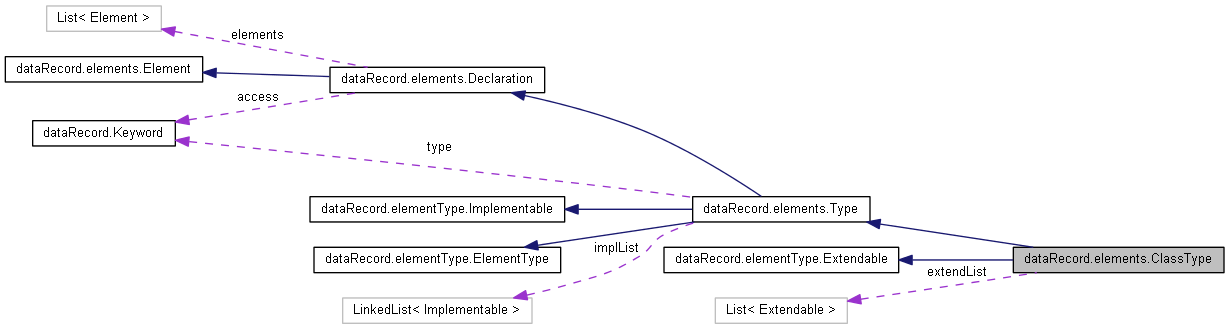 List< Element >
elements
dataRecord.elements.Element
dataRecord.elements.Declaration
access
dataRecord.Keyword
type
dataRecord.elementType.Implementable
dataRecord.elements.Type
implList
dataRecord.elementType.ElementType
dataRecord.elementType.Extendable
dataRecord.elements.ClassType
extendList
LinkedList< Implementable >
List< Extendable >